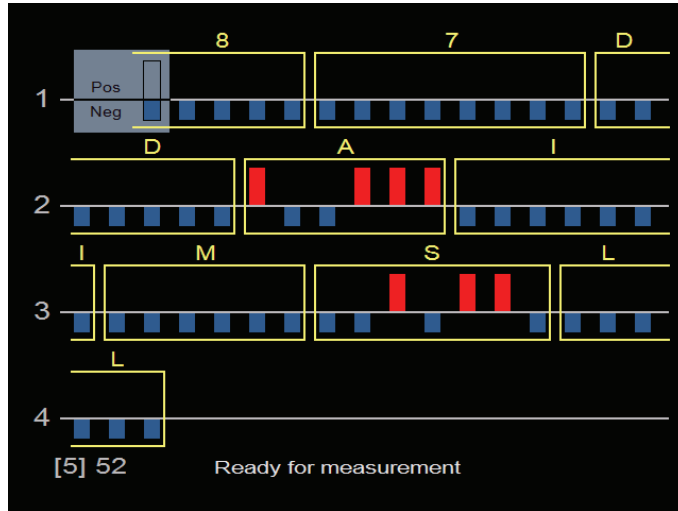 8 7 D
Pos
1
Neg
D A I
2
I M S L
3
L
4
[5] 52 Ready for measurement